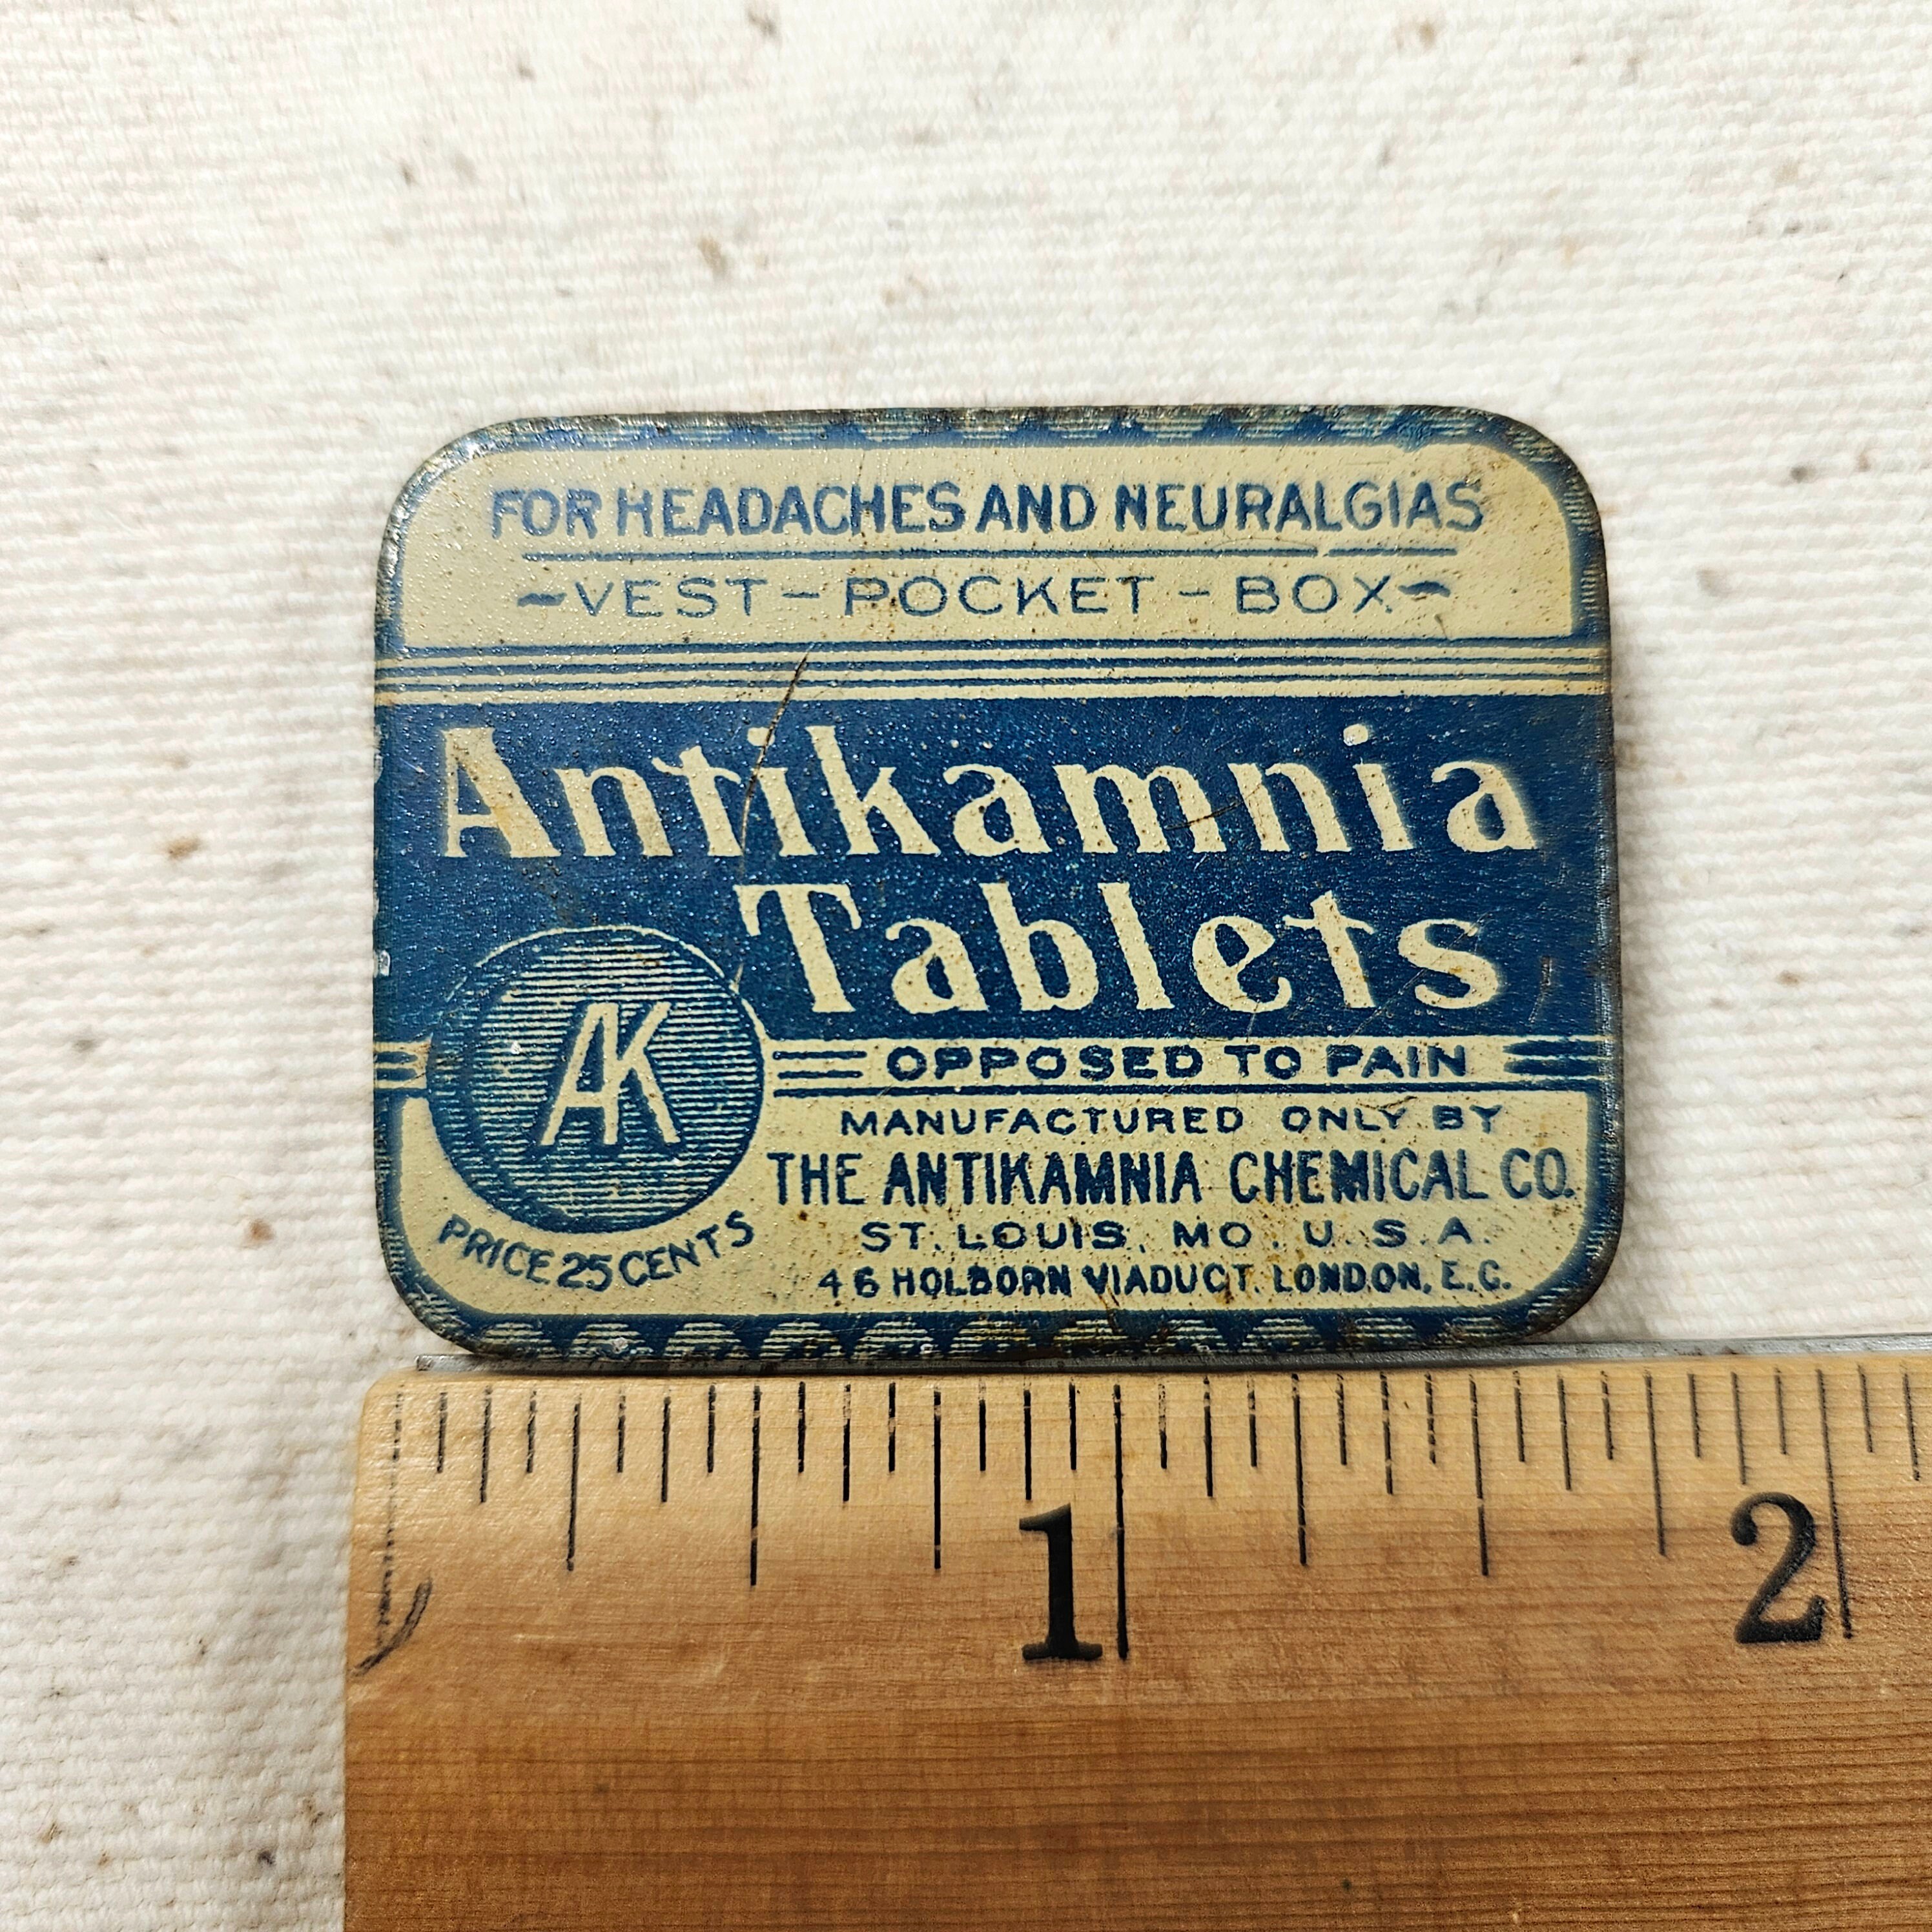 FOR HEADACHES AND NEURALGIAS
~VEST - POCKET - BOX~
Antikamnia
Tablets
AK
OPPOSED TO PAIN
MANUFACTURED ONLY BY
THE ANTIKAMNIA CHEMICAL CO.
ST. LOUIS, MO. U.S.A.
46 HOLBORN VIADUCT. LONDON, E.C.
PRICE 25 CENTS
1 2